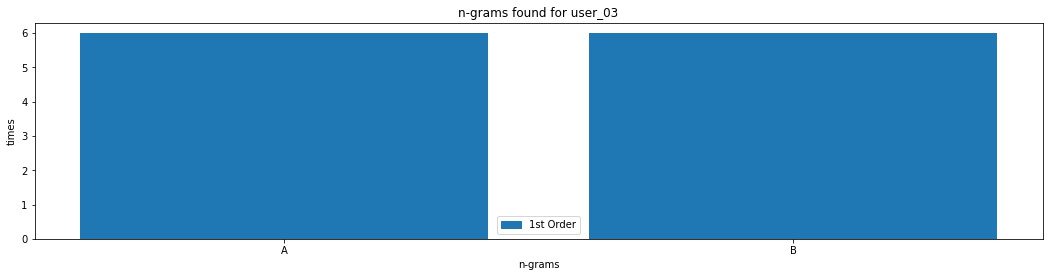 n-grams found for user_03
6
5
4
3
2
1
0
times
1st Order
A
B
n-grams